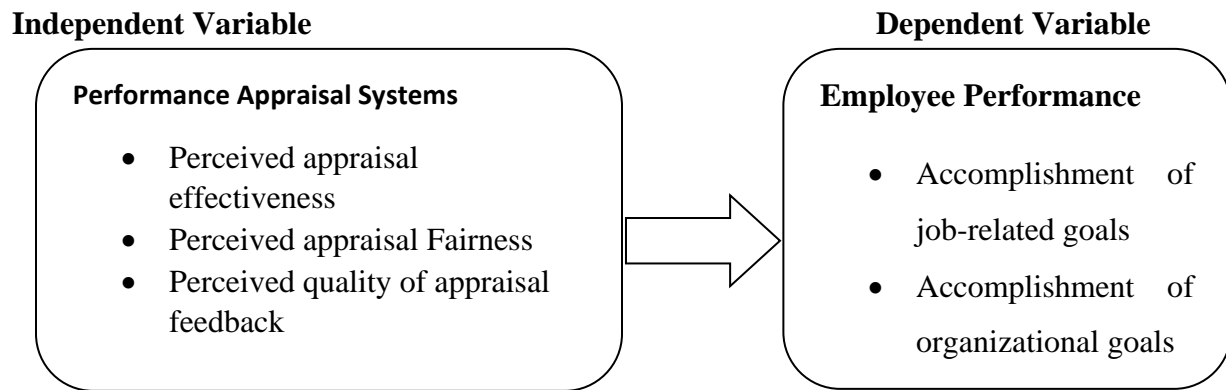 Independent Variable
Dependent Variable
Performance Appraisal Systems
• Perceived appraisal
effectiveness
• Perceived appraisal Fairness
• Perceived quality of appraisal
feedback
Employee Performance
• Accomplishment of
job-related goals
• Accomplishment of
organizational goals